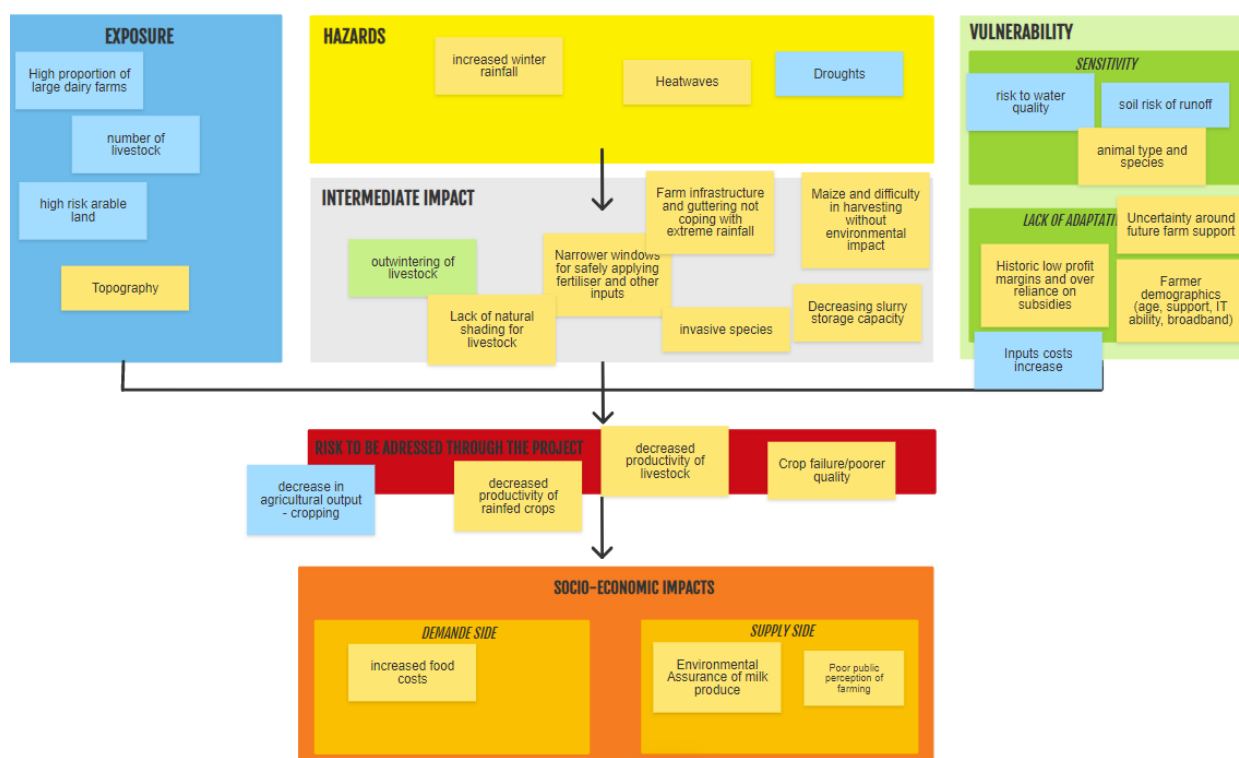 EXPOSURE
High proportion of
large dairy farms
number of
livestock
high risk arable
land
Topography
HAZARDS
increased winter
rainfall
Heatwaves
Droughts
VULNERABILITY
SENSITIVITY
risk to water
quality
soil risk of runoff
animal type and
species
LACK OF ADAPTATI
Uncertainty around
future farm support
Historic low profit
margins and over
reliance on
subsidies
Farmer
demographics
(age, support, IT
ability, broadband)
Inputs costs
increase
INTERMEDIATE IMPACT
Farm infrastructure
and guttering not
coping with
extreme rainfall
Maize and difficulty
in harvesting
without
environmental
impact
outwintering of
livestock
Narrower windows
for safely applying
fertiliser and other
inputs
Lack of natural
shading for
livestock
invasive species
Decreasing slurry
storage capacity
RISK TO BE ADRESSED THROUGH THE PROJECT
decrease in
agricultural output
- cropping
decreased
productivity of
rainfed crops
decreased
productivity of
livestock
Crop failure/poorer
quality
SOCIO-ECONOMIC IMPACTS
DEMANDE SIDE
increased food
costs
SUPPLY SIDE
Environmental
Assurance of milk
produce
Poor public
perception of
farming